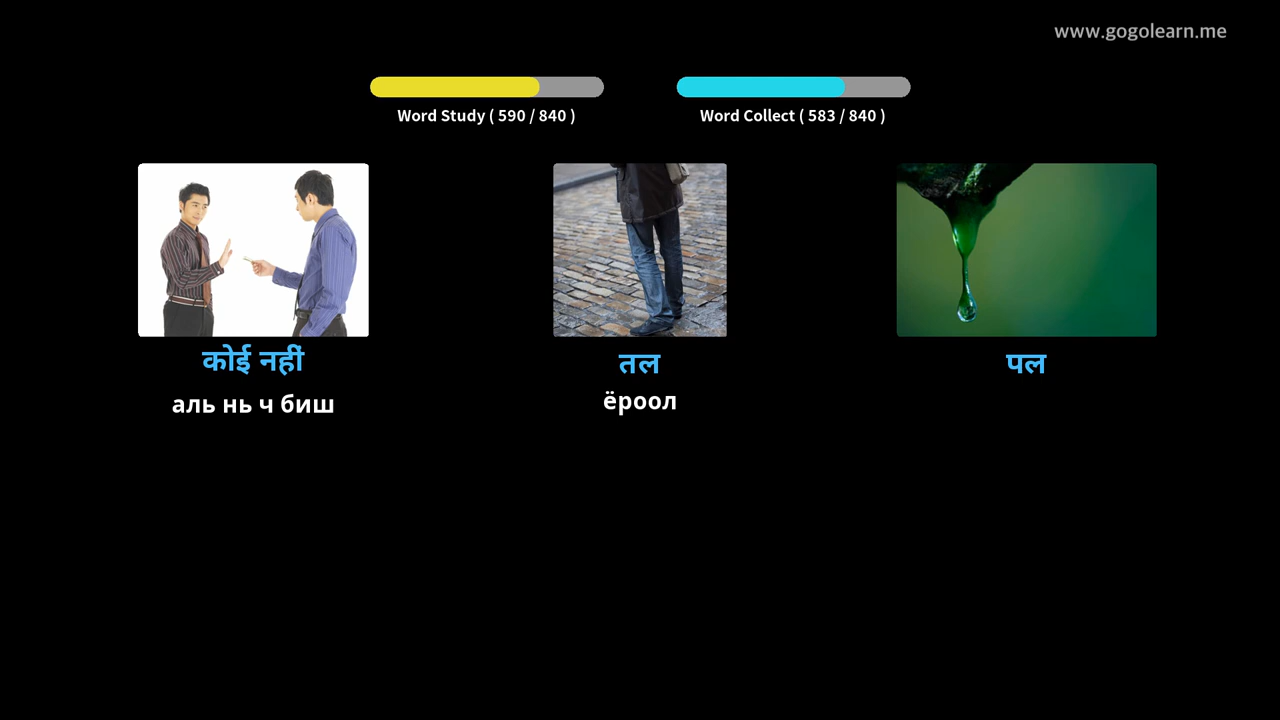 www.gogolearn.me
Word Study ( 590 / 840 )
Word Collect ( 583 / 840 )
कोई नहीं
तल
पल
аль нь ч биш
ёроол